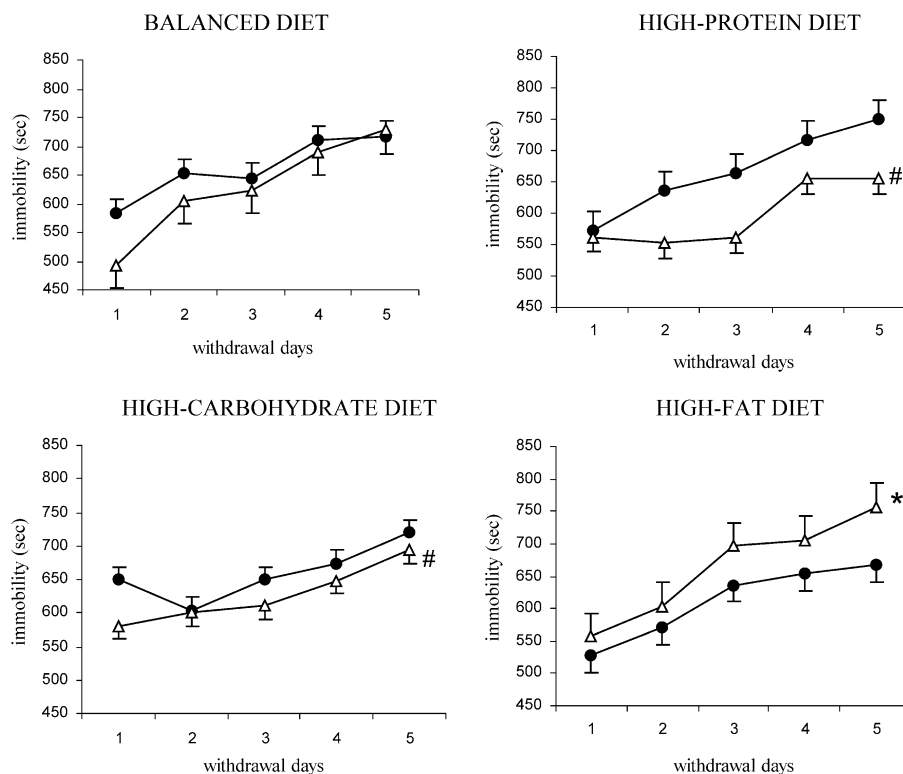 BALANCED DIET
850
800
750
700
650
600
550
500
450
immobility (sec)
1 2 3 4 5
withdrawal days
HIGH-PROTEIN DIET
850
800
750
700
650
600
550
500
450
immobility (sec)
#
1 2 3 4 5
withdrawal days
HIGH-CARBOHYDRATE DIET
850
800
750
700
650
600
550
500
450
immobility (sec)
#
1 2 3 4 5
withdrawal days
HIGH-FAT DIET
850
800
750
700
650
600
550
500
450
immobility (sec)
*
1 2 3 4 5
withdrawal days